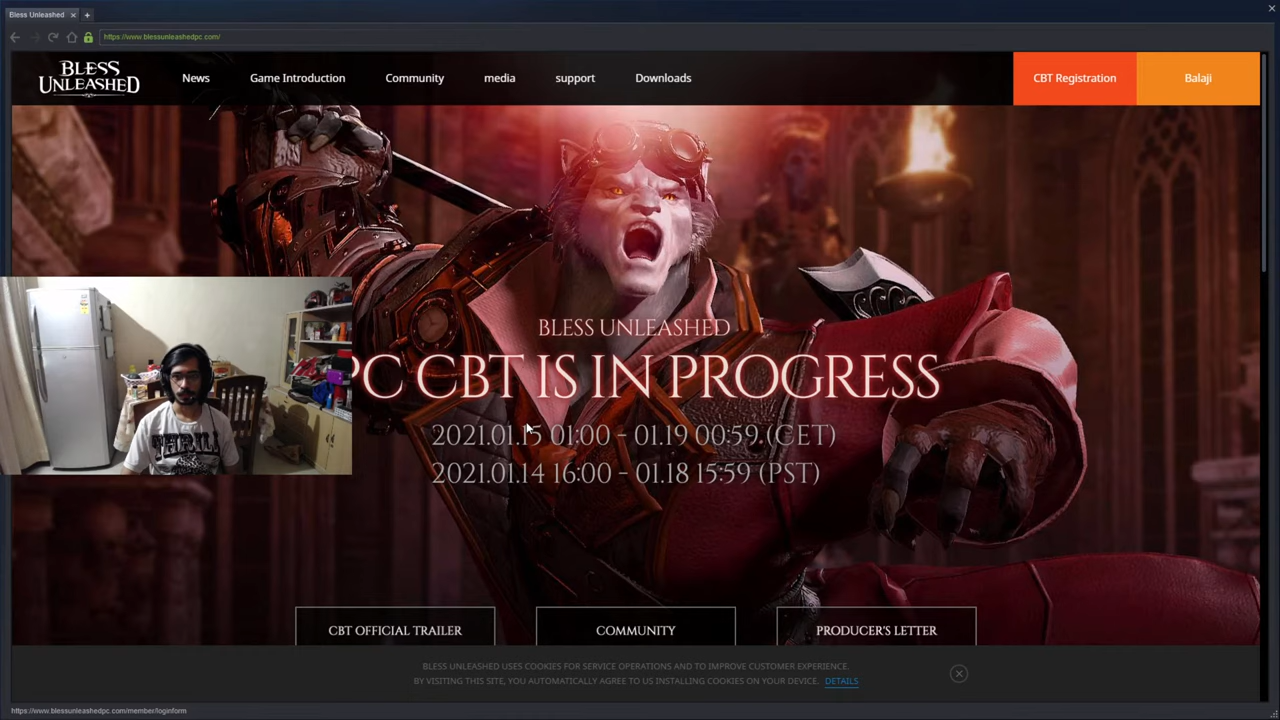 Bless Unleashed
https://www.blessunleashedpc.com/
BLESS
UNLEASHED
News
Game Introduction
Community
media
support
Downloads
CBT Registration
Balaji
BLESS UNLEASHED
PC CBT IS IN PROGRESS
2021.01.15 01:00 - 01.19 00:59 (CET)
2021.01.14 16:00 - 01.18 15:59 (PST)
THRILL
CBT OFFICIAL TRAILER
COMMUNITY
PRODUCER'S LETTER
BLESS UNLEASHED USES COOKIES FOR SERVICE OPERATIONS AND TO IMPROVE CUSTOMER EXPERIENCE.
BY VISITING THIS SITE, YOU AUTOMATICALLY AGREE TO US INSTALLING COOKIES ON YOUR DEVICE. DETAILS
https://www.blessunleashedpc.com/member/loginform